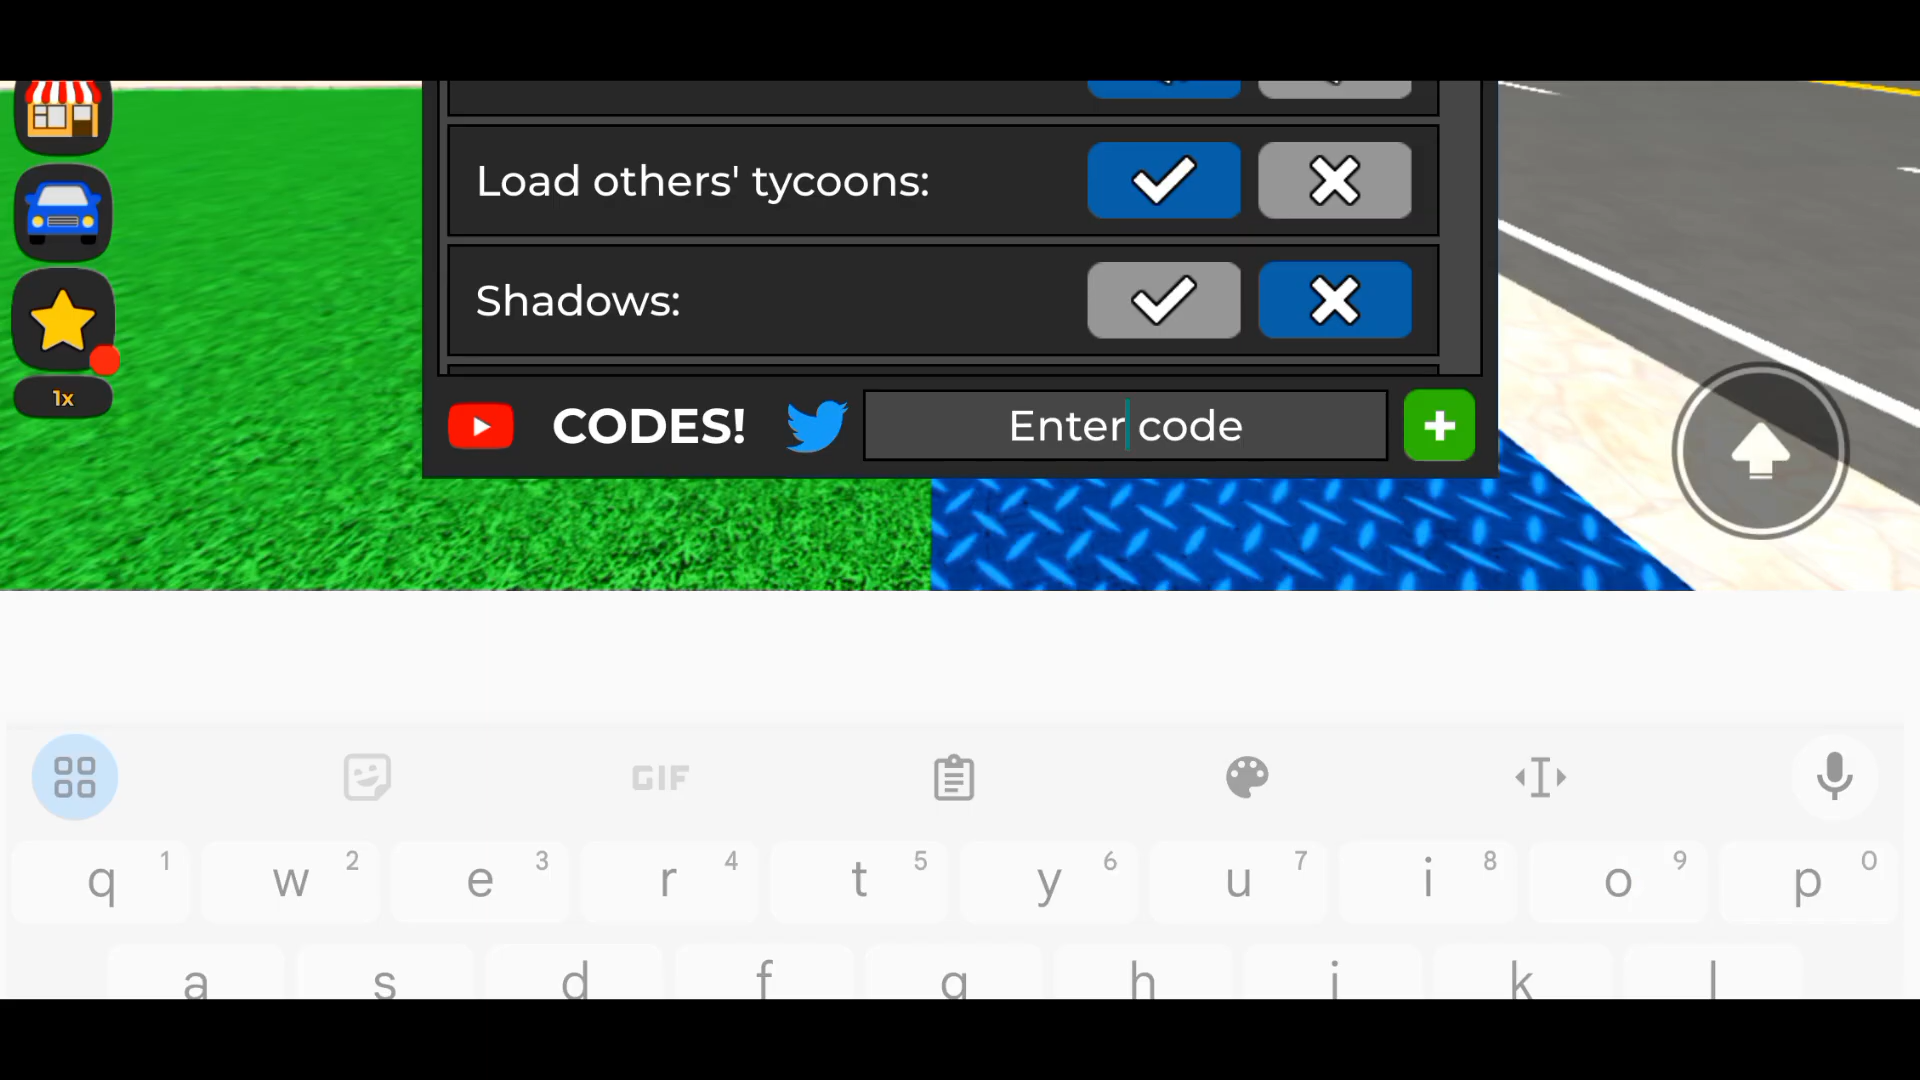 Load others' tycoons:
Shadows:
1x
CODES!
Enter code
GIF
q 1 w 2 e 3 r 4 t 5 y 6 u 7 i 8 o 9 p 0
a s d f g h j k l